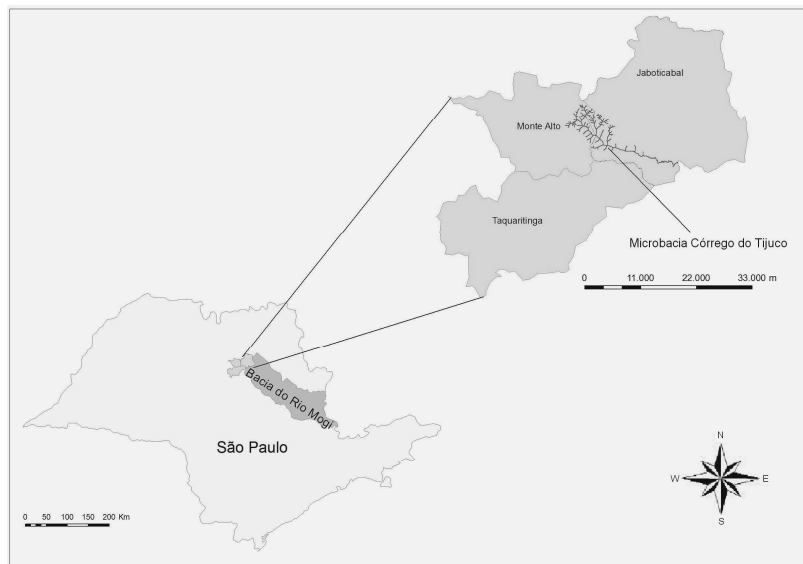 Jaboticabal
Monte Alto
Taquaritinga
Microbacia Córrego do Tijuco
0 11.000 22.000 33.000 m
Bacia do Rio Mogi
São Paulo
N
W E
S
0 50 100 150 200 Km